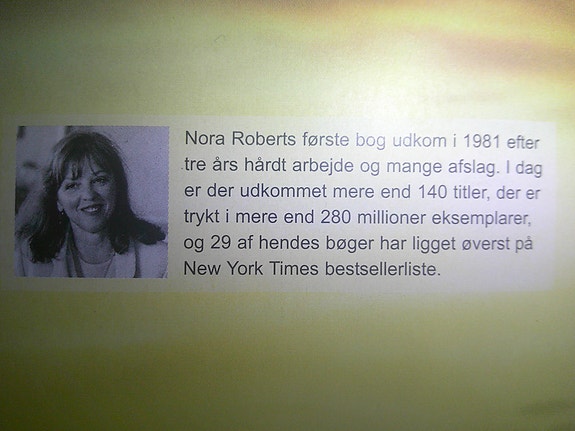 Nora Roberts første bog udkom i 1981 efter
tre års hårdt arbejde og mange afslag. I dag
er der udkommet mere end 140 titler, der er
trykt i mere end 280 millioner eksemplarer,
og 29 af hendes bøger har ligget øverst på
New York Times bestsellerliste.